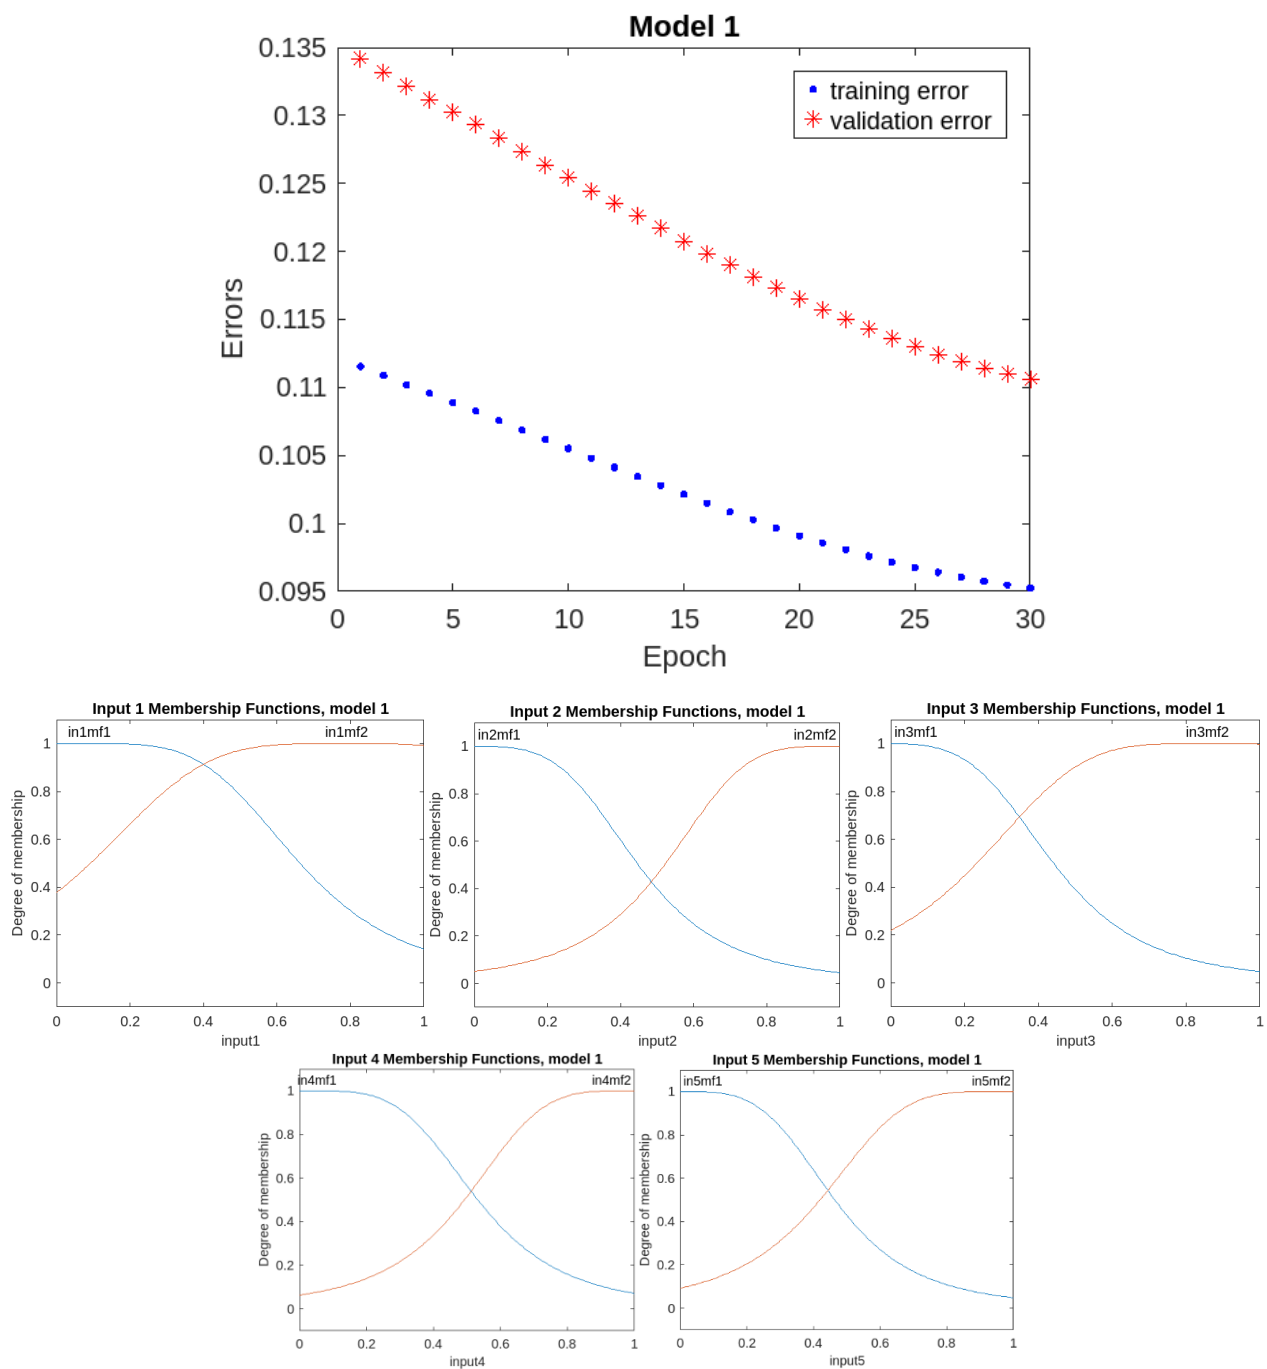 Model 1
0.135
0.13
0.125
0.12
0.115
0.11
0.105
0.1
0.095
Errors
training error
validation error
0 5 10 15 20 25 30
Epoch
Input 1 Membership Functions, model 1
in1mf1 in1mf2
1
0.8
0.6
0.4
0.2
0
Degree of membership
0 0.2 0.4 0.6 0.8 1
input1
Input 2 Membership Functions, model 1
in2mf1 in2mf2
1
0.8
0.6
0.4
0.2
0
Degree of membership
0 0.2 0.4 0.6 0.8 1
input2
Input 3 Membership Functions, model 1
in3mf1 in3mf2
1
0.8
0.6
0.4
0.2
0
Degree of membership
0 0.2 0.4 0.6 0.8 1
input3
Input 4 Membership Functions, model 1
in4mf1 in4mf2
1
0.8
0.6
0.4
0.2
0
Degree of membership
0 0.2 0.4 0.6 0.8 1
input4
Input 5 Membership Functions, model 1
in5mf1 in5mf2
1
0.8
0.6
0.4
0.2
0
Degree of membership
0 0.2 0.4 0.6 0.8 1
input5